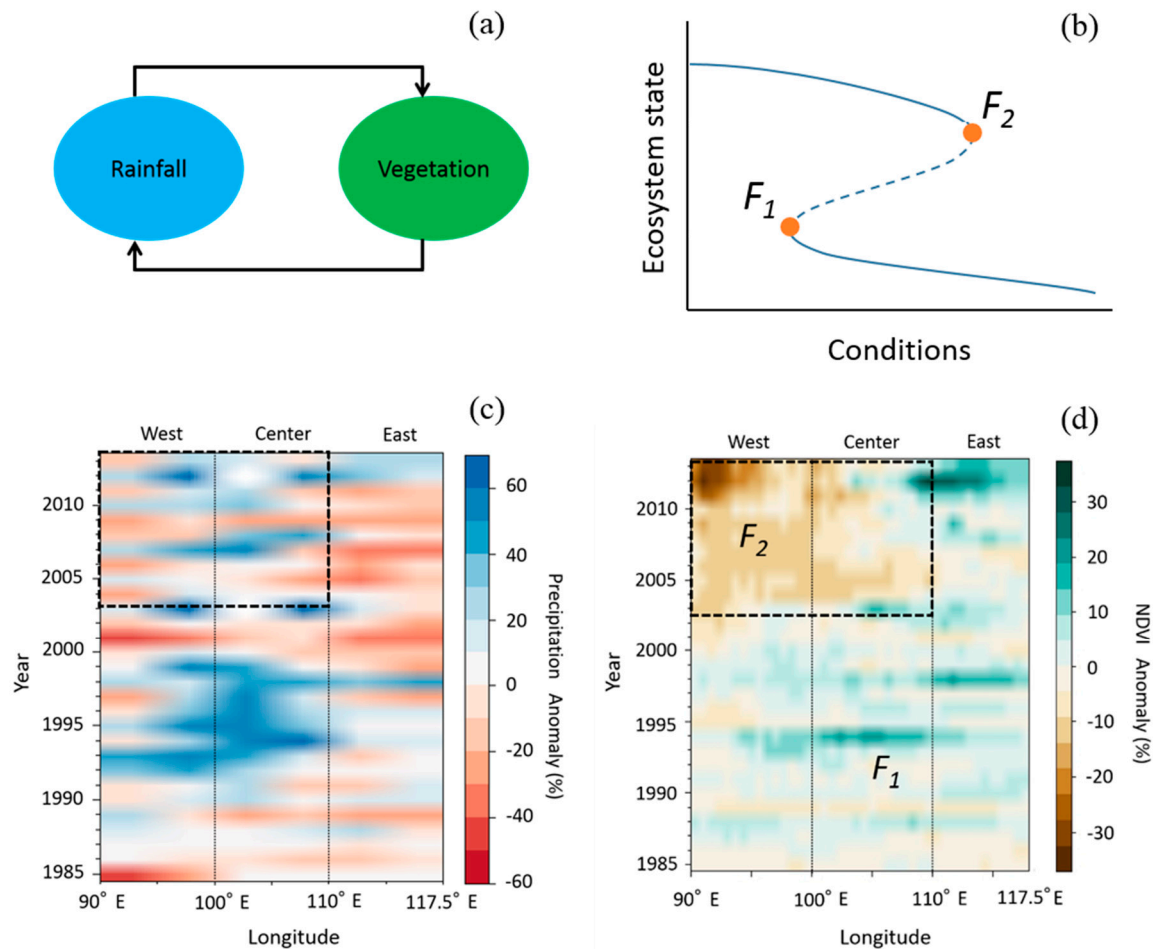 (a)
Rainfall
Vegetation
(b)
Ecosystem state
F2
F1
Conditions
(c)
West Center East
2010
2005
2000
1995
1990
1985
Year
90° E 100° E 110° E 117.5° E
Longitude
60
40
20
0
-20
-40
-60
Precipitation Anomaly (%)
(d)
West Center East
F2
F1
2010
2005
2000
1995
1990
1985
Year
90° E 100° E 110° E 117.5° E
Longitude
30
20
10
0
-10
-20
-30
NDVI Anomaly (%)